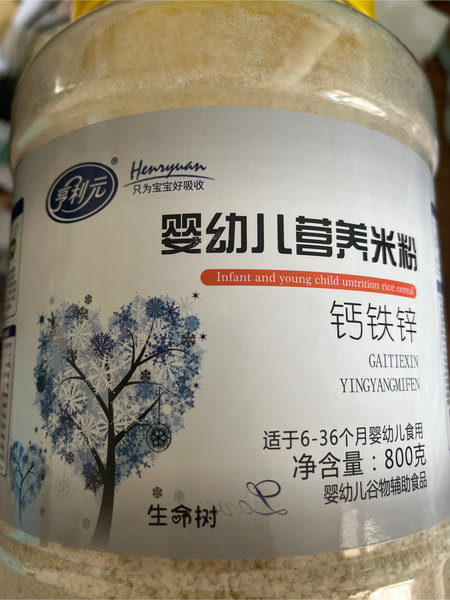 亨利元®
Henryuan
只为宝宝好吸收
婴幼儿营养米粉
Infant and young child untrition rice cereal
钙铁锌
GAITIEXIN
YINGYANGMIFEN
适于6-36个月婴幼儿食用
净含量：800克
婴幼儿谷物辅助食品
生命树